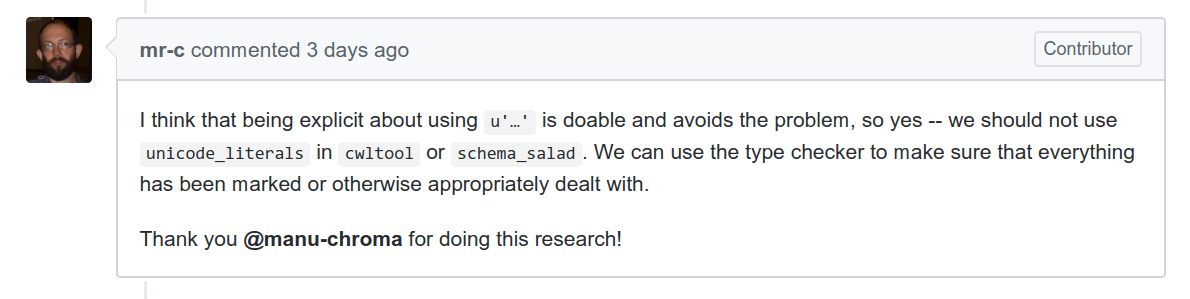 mr-c commented 3 days ago
Contributor
I think that being explicit about using u'…' is doable and avoids the problem, so yes -- we should not use
unicode_literals in cwltool or schema_salad. We can use the type checker to make sure that everything
has been marked or otherwise appropriately dealt with.
Thank you @manu-chroma for doing this research!